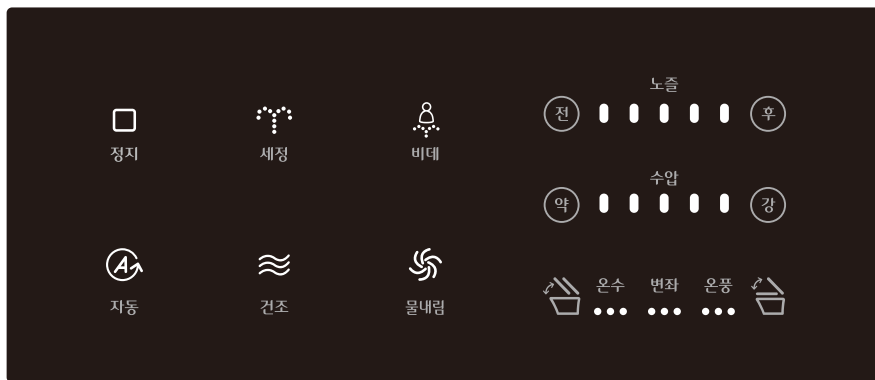 노즐
전 후
정지 세정 비데
수압
약 강
온수 변좌 온풍
자동 건조 물내림